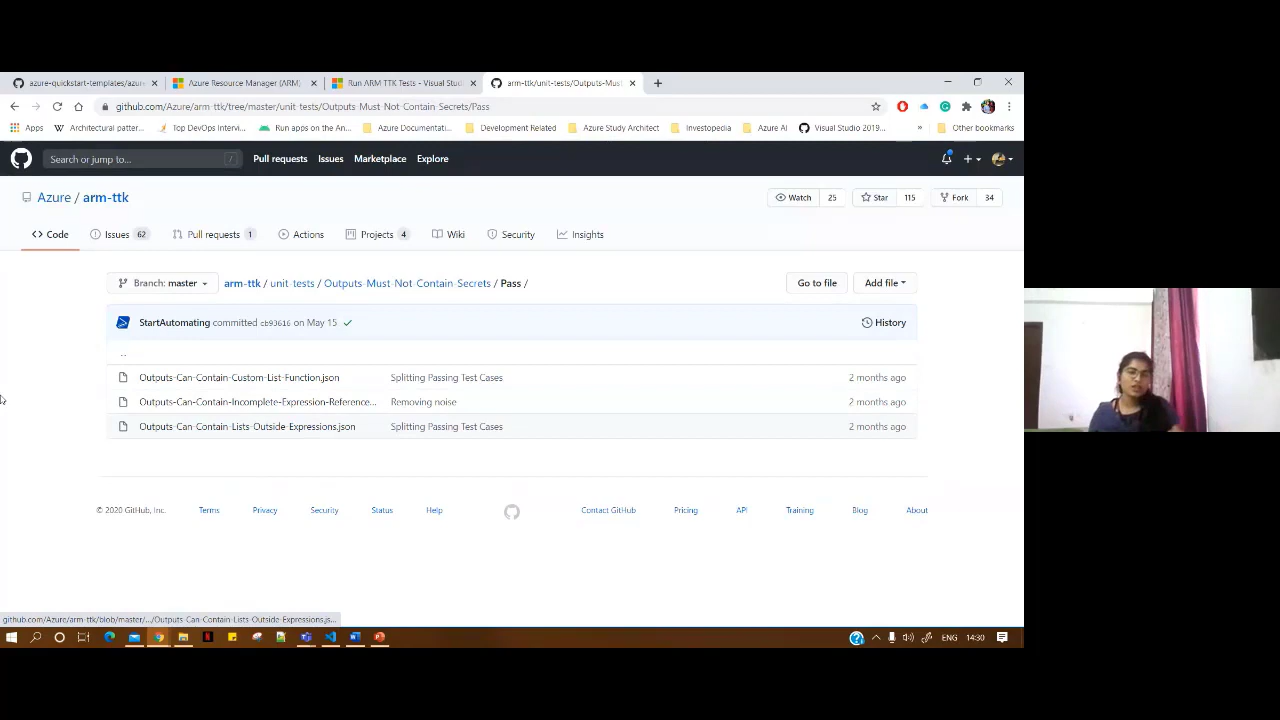 azure-quickstart-templates/azure
Azure Resource Manager (ARM)
Run ARM TTK Tests - Visual Studi
arm-ttk/unit-tests/Outputs-Must-
github.com/Azure/arm-ttk/tree/master/unit-tests/Outputs-Must-Not-Contain-Secrets/Pass
Apps
Architectural patter...
Top DevOps Intervi...
Run apps on the An...
Azure Documentati...
Development Related
Azure Study Architect
Investopedia
Azure AI
Visual Studio 2019...
»
Other bookmarks
Search or jump to...
/
Pull requests
Issues
Marketplace
Explore
Azure / arm-ttk
Watch 25
Star 115
Fork 34
Code
Issues 62
Pull requests 1
Actions
Projects 4
Wiki
Security
Insights
Branch: master
arm-ttk / unit-tests / Outputs-Must-Not-Contain-Secrets / Pass /
Go to file
Add file
StartAutomating committed cb93616 on May 15
History
..
Outputs-Can-Contain-Custom-List-Function.json
Splitting Passing Test Cases
2 months ago
Outputs-Can-Contain-Incomplete-Expression-Reference...
Removing noise
2 months ago
Outputs-Can-Contain-Lists-Outside-Expressions.json
Splitting Passing Test Cases
2 months ago
© 2020 GitHub, Inc.
Terms
Privacy
Security
Status
Help
Contact GitHub
Pricing
API
Training
Blog
About
github.com/Azure/arm-ttk/blob/master/.../Outputs-Can-Contain-Lists-Outside-Expressions.js...
ENG
14:30